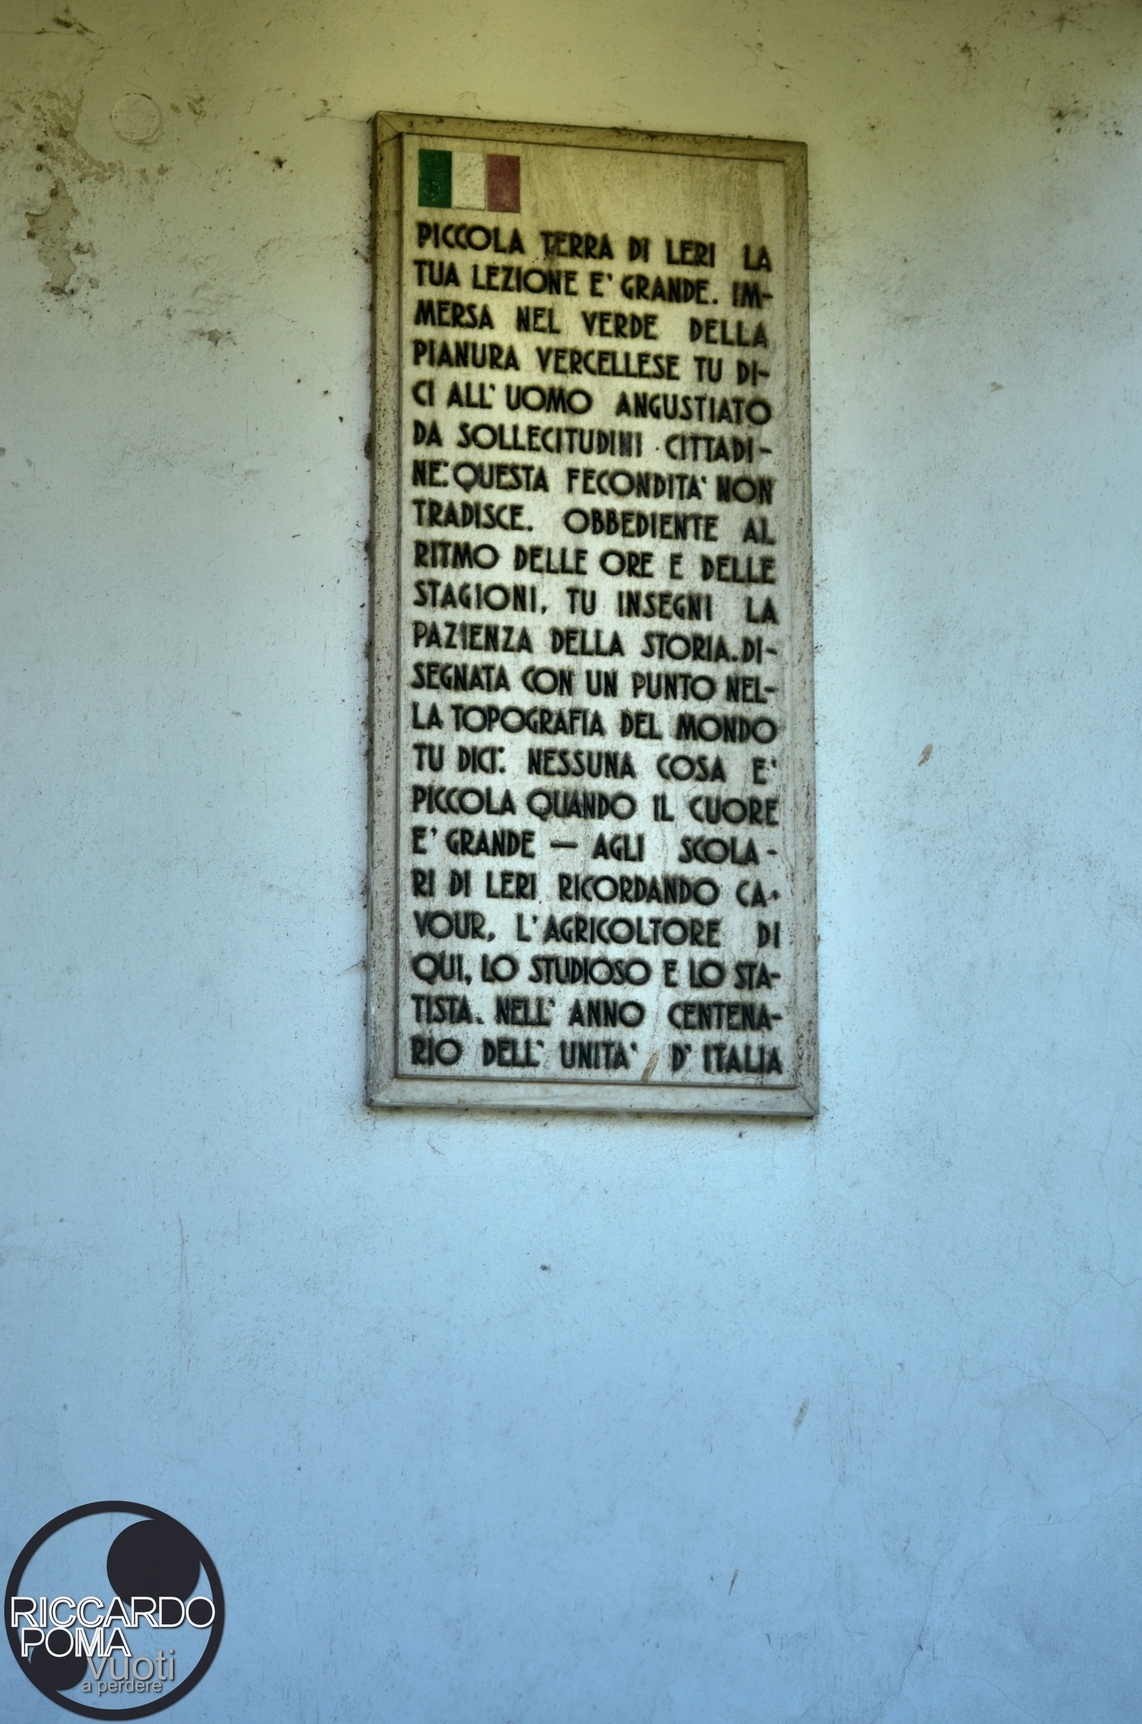 PICCOLA TERRA DI LERI LA
TUA LEZIONE E' GRANDE. IM-
MERSA NEL VERDE DELLA
PIANURA VERCELLESE TU DI-
CI ALL' UOMO ANGUSTIATO
DA SOLLECITUDINI CITTADI-
NE: QUESTA FECONDITA' NON
TRADISCE. OBBEDIENTE AL
RITMO DELLE ORE E DELLE
STAGIONI, TU INSEGNI LA
PAZIENZA DELLA STORIA. DI-
SEGNATA CON UN PUNTO NEL-
LA TOPOGRAFIA DEL MONDO
TU DICI: NESSUNA COSA E'
PICCOLA QUANDO IL CUORE
E' GRANDE — AGLI SCOLA-
RI DI LERI RICORDANDO CA-
VOUR, L' AGRICOLTORE DI
QUI, LO STUDIOSO E LO STA-
TISTA. NELL' ANNO CENTENA-
RIO DELL' UNITA' D' ITALIA
RICCARDO
POMA
vuoti
a perdere